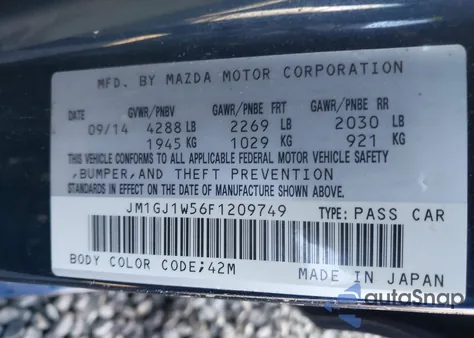 MFD. BY MAZDA MOTOR CORPORATION
DATE GVWR/PNBV GAWR/PNBE FRT GAWR/PNBE RR
09/14 4288 LB 2269 LB 2030 LB
1945 KG 1029 KG 921 KG
THIS VEHICLE CONFORMS TO ALL APPLICABLE FEDERAL MOTOR VEHICLE SAFETY,
,BUMPER,AND THEFT PREVENTION
STANDARDS IN EFFECT ON THE DATE OF MANUFACTURE SHOWN ABOVE.
JM1GJ1W56F1209749 TYPE: PASS CAR
BODY COLOR CODE;42M MADE IN JAPAN
autoSnap